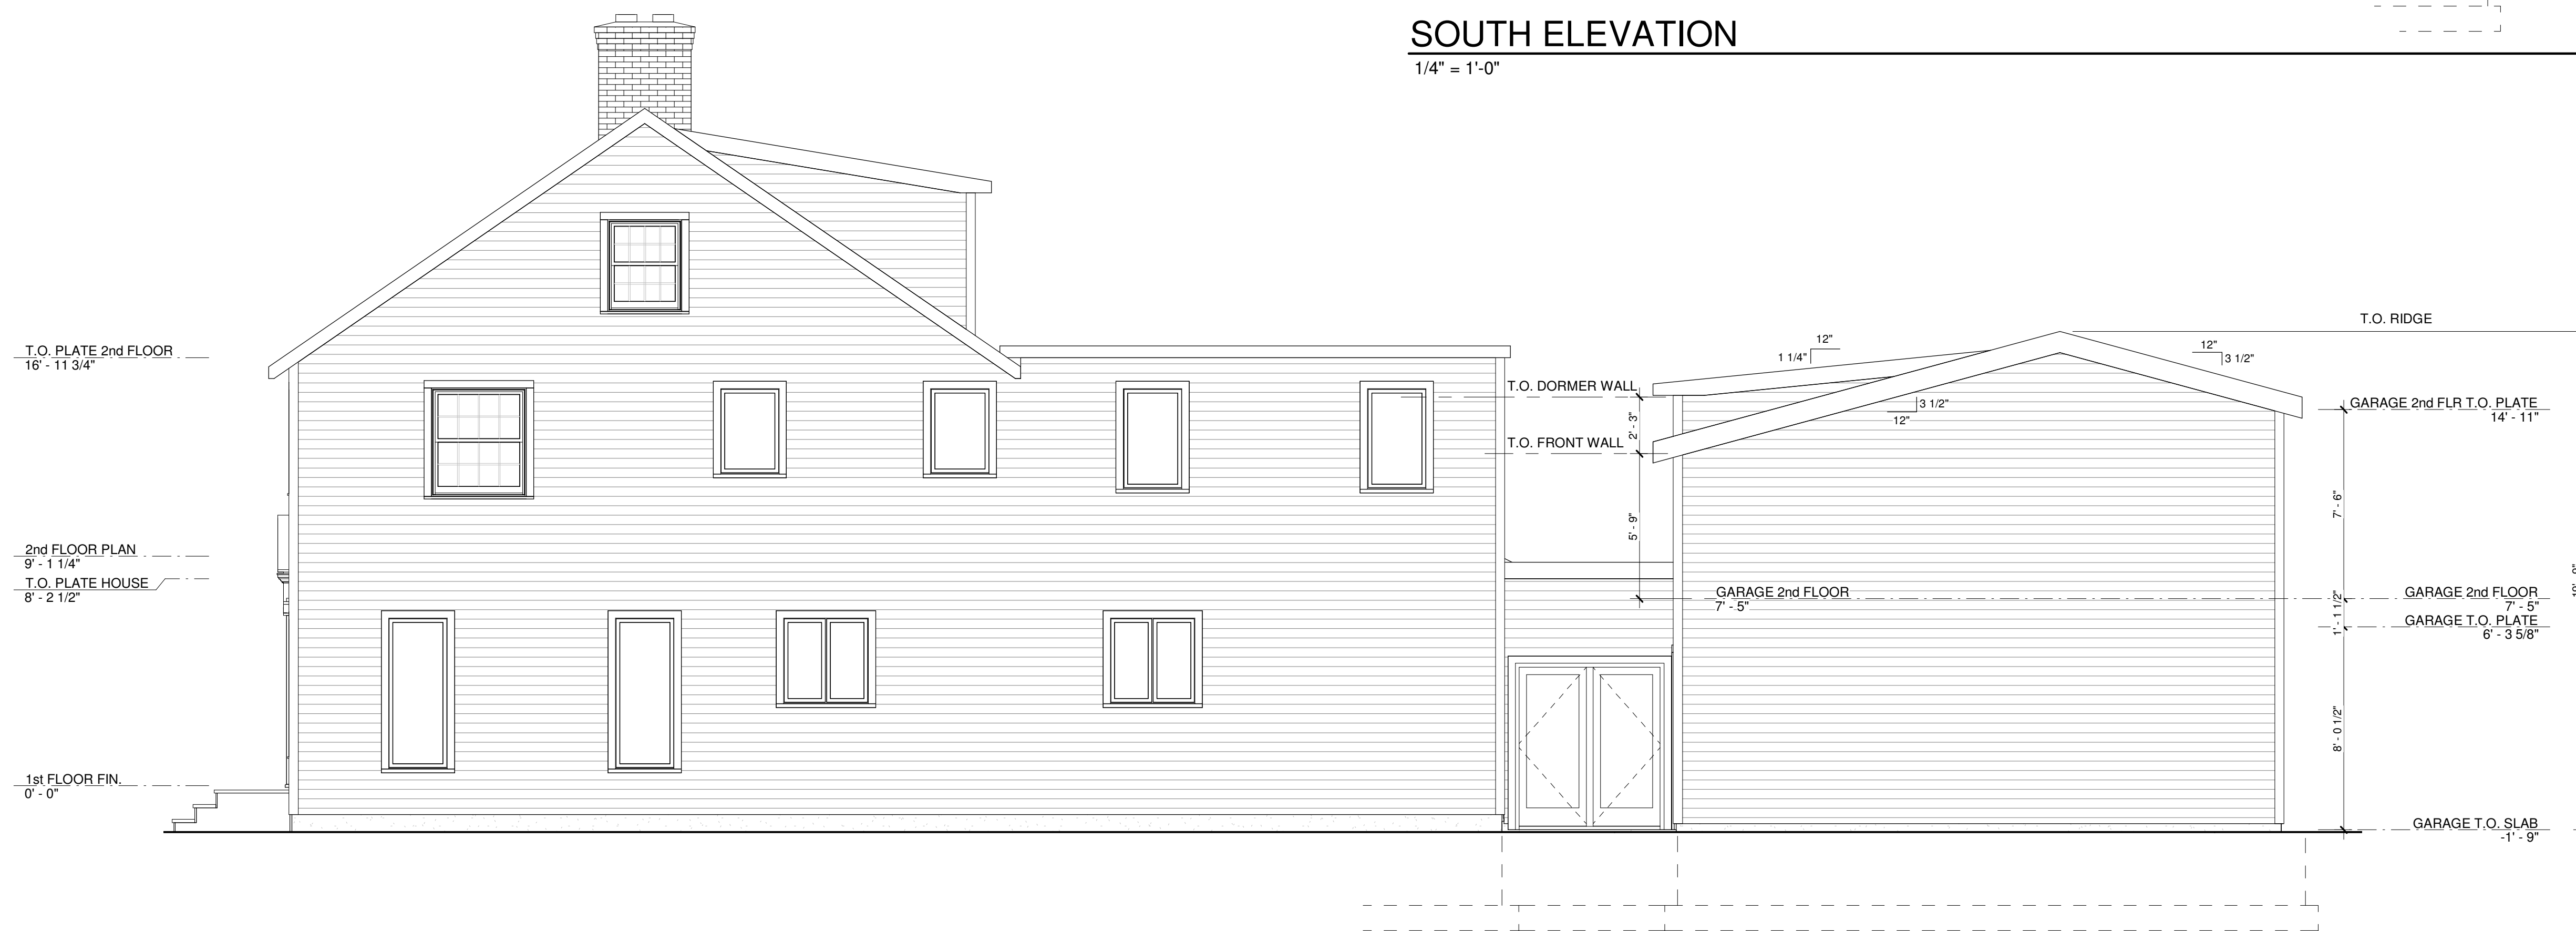 SOUTH ELEVATION
1/4" = 1'-0"
T.O. RIDGE
12"
1 1/4"
12"
3 1/2"
T.O. PLATE 2nd FLOOR
16' - 11 3/4"
T.O. DORMER WALL
3 1/2"
12"
2' - 3"
GARAGE 2nd FLR T.O. PLATE
14' - 11"
T.O. FRONT WALL
5' - 9"
7' - 6"
2nd FLOOR PLAN
9' - 1 1/4"
T.O. PLATE HOUSE
8' - 2 1/2"
GARAGE 2nd FLOOR
7' - 5"
GARAGE 2nd FLOOR
7' - 5"
1' - 1 1/2"
GARAGE T.O. PLATE
6' - 3 5/8"
8' - 0 1/2"
1st FLOOR FIN.
0' - 0"
GARAGE T.O. SLAB
-1' - 9"